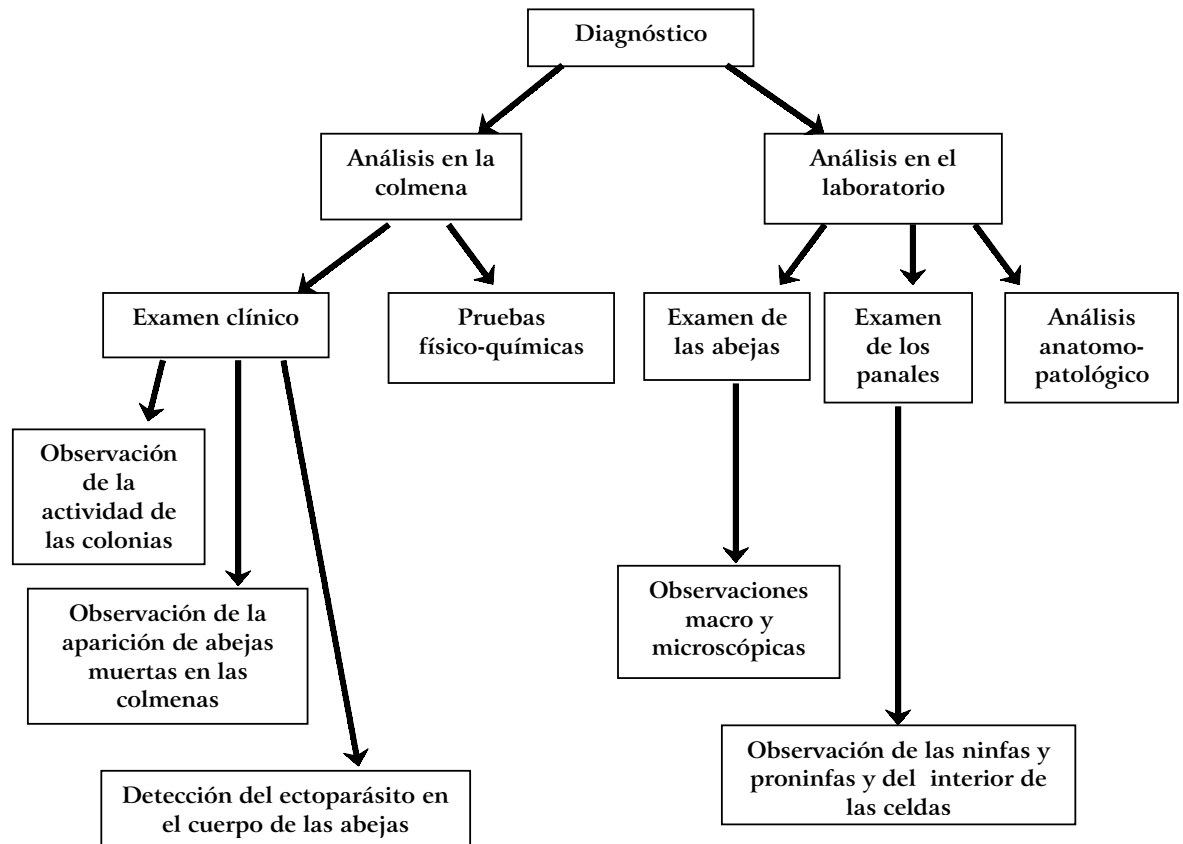 Diagnóstico
Análisis en la
colmena
Análisis en el
laboratorio
Examen clínico
Pruebas
físico-químicas
Examen de
las abejas
Examen
de los
panales
Análisis
anatomo-
patológico
Observación
de la
actividad de
las colonias
Observación de la
aparición de abejas
muertas en las
colmenas
Observaciones
macro y
microscópicas
Detección del ectoparásito en
el cuerpo de las abejas
Observación de las ninfas y
proninfas y del interior de
las celdas